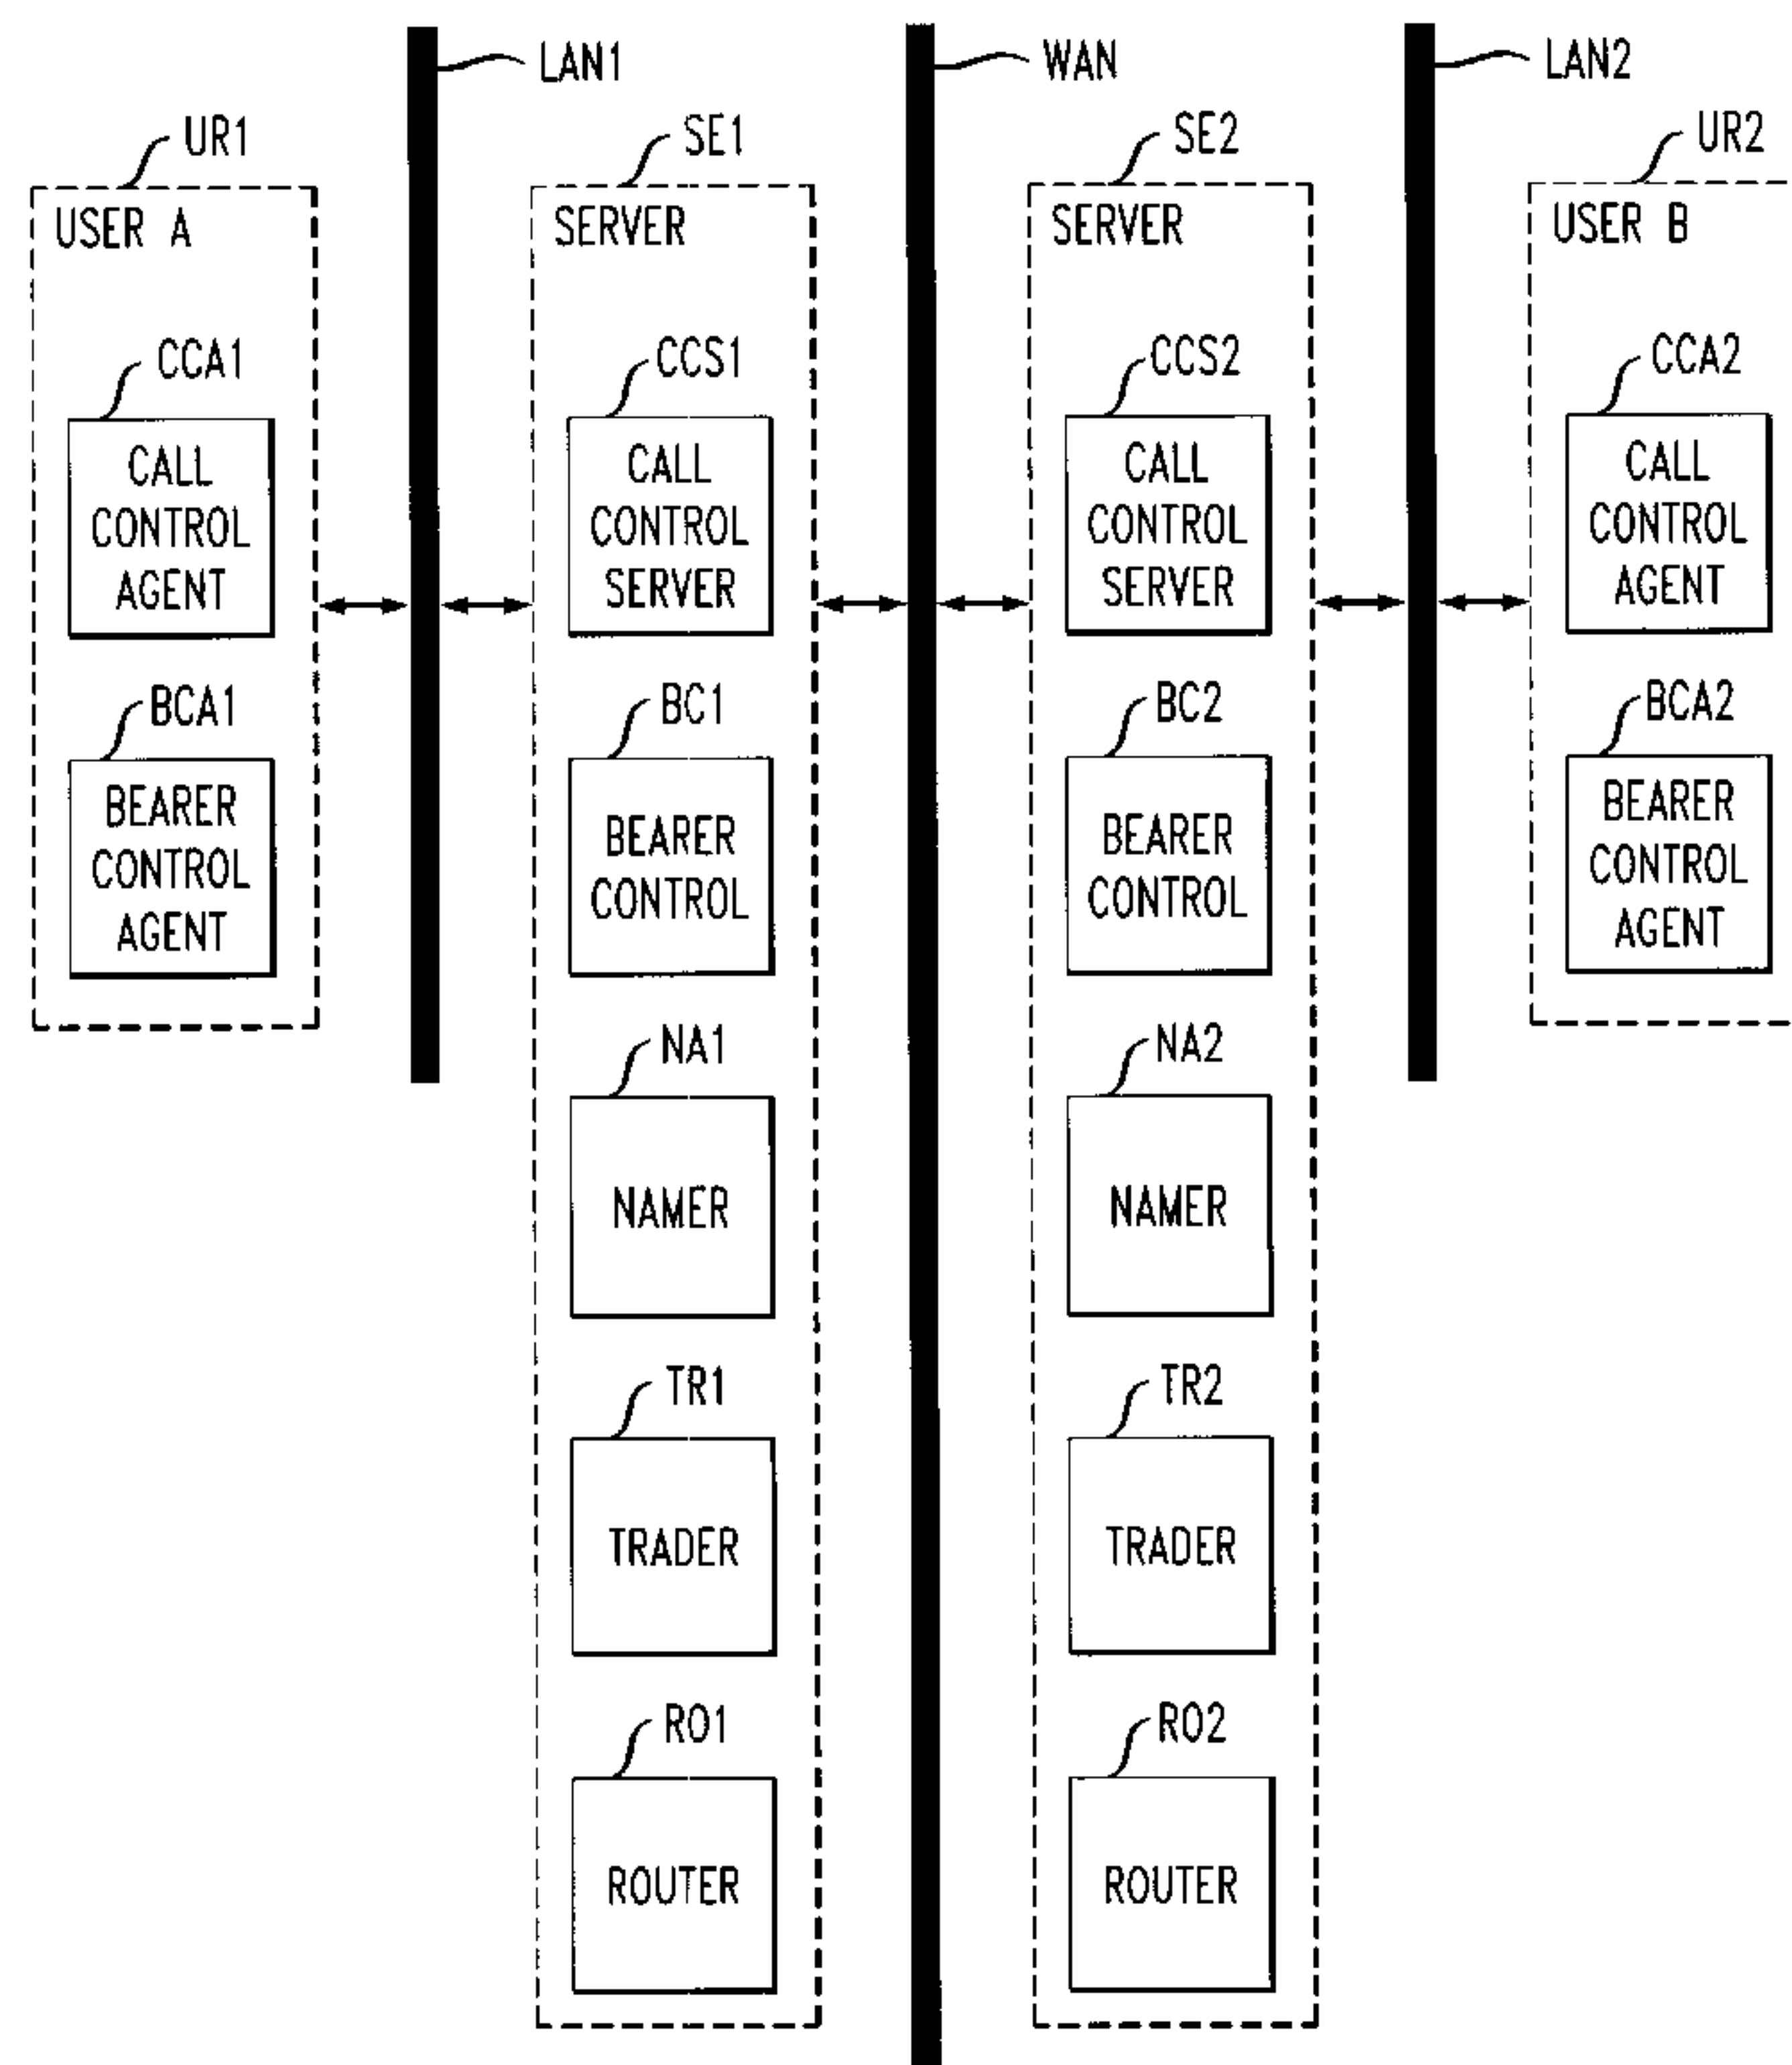 LAN1
WAN
LAN2
UR1
SE1
SE2
UR2
USER A
SERVER
SERVER
USER B
CCA1
CCS1
CCS2
CCA2
CALL
CONTROL
AGENT
CALL
CONTROL
SERVER
CALL
CONTROL
SERVER
CALL
CONTROL
AGENT
BCA1
BC1
BC2
BCA2
BEARER
CONTROL
AGENT
BEARER
CONTROL
BEARER
CONTROL
BEARER
CONTROL
AGENT
NA1
NA2
NAMER
NAMER
TR1
TR2
TRADER
TRADER
RO1
RO2
ROUTER
ROUTER